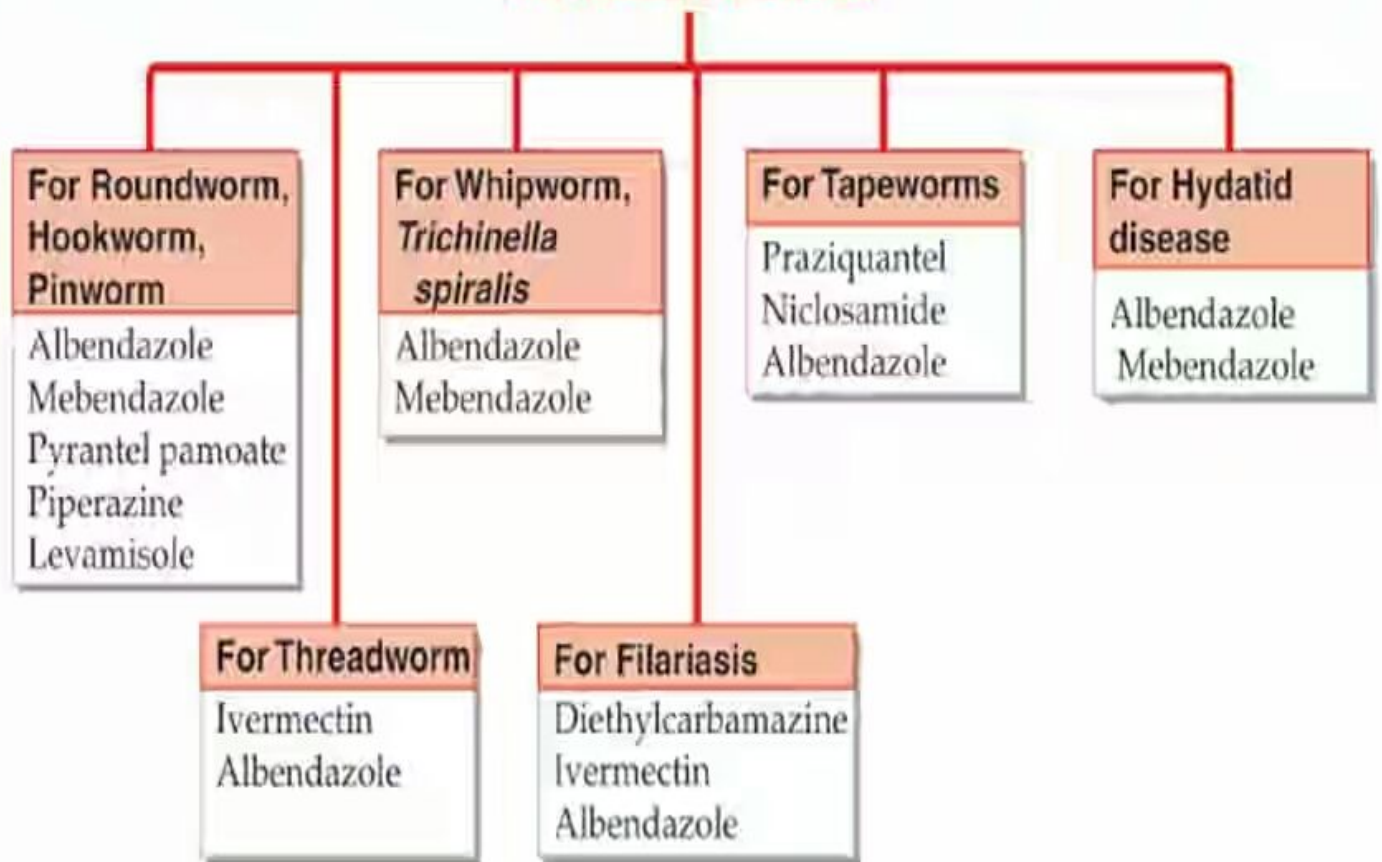 For Roundworm,
Hookworm,
Pinworm
Albendazole
Mebendazole
Pyrantel pamoate
Piperazine
Levamisole
For Whipworm,
Trichinella
spiralis
Albendazole
Mebendazole
For Tapeworms
Praziquantel
Niclosamide
Albendazole
For Hydatid
disease
Albendazole
Mebendazole
For Threadworm
Ivermectin
Albendazole
For Filariasis
Diethylcarbamazine
Ivermectin
Albendazole